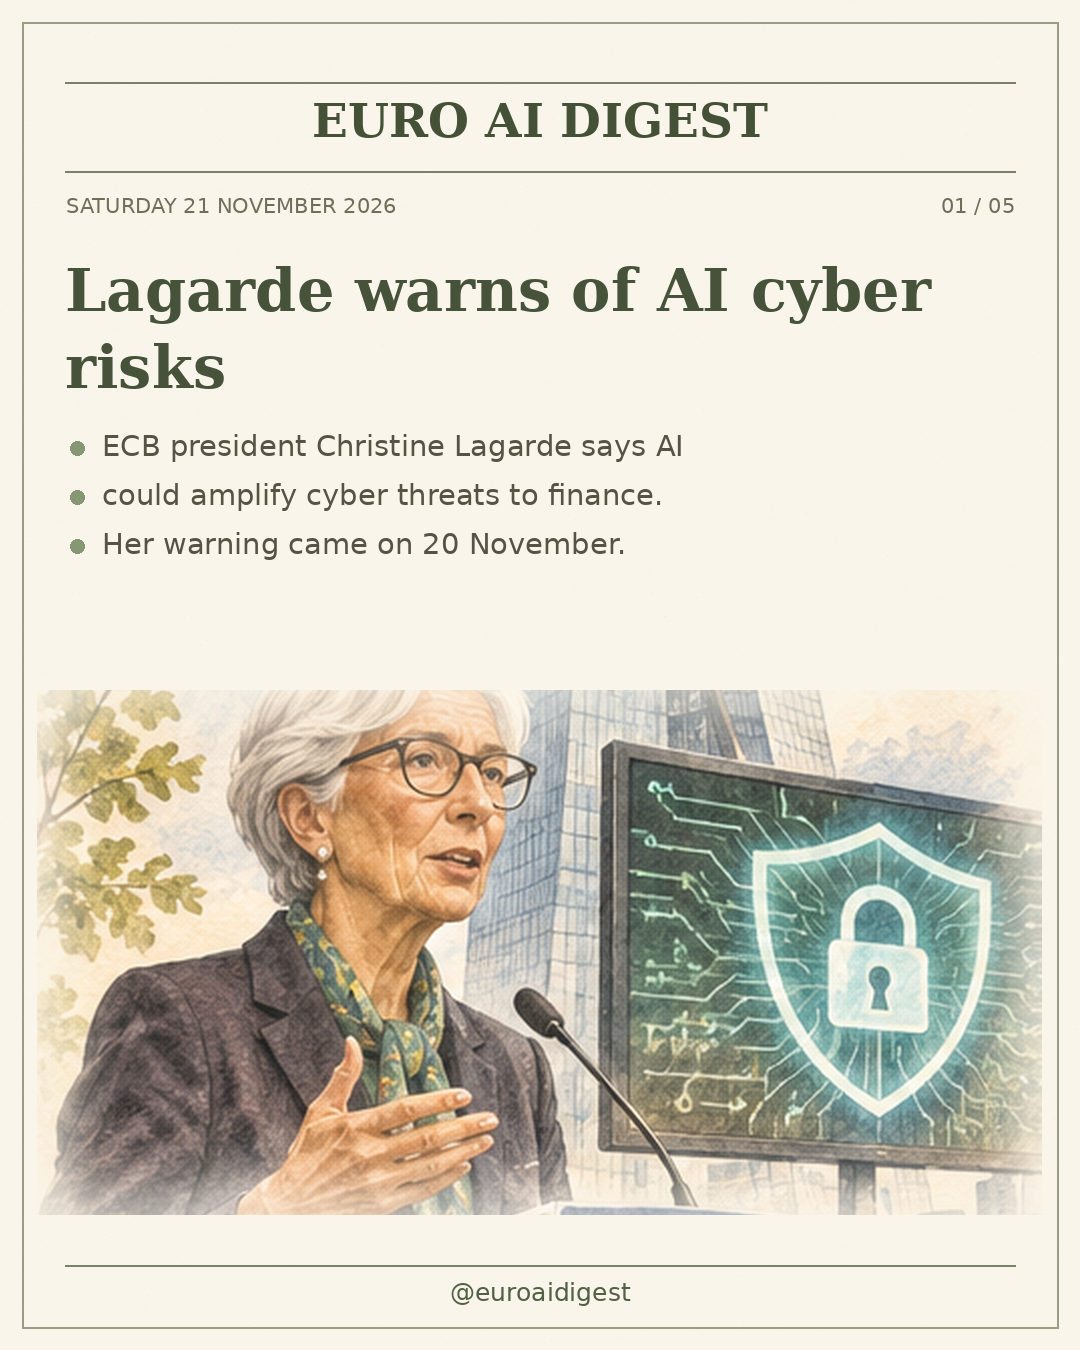 EURO AI DIGEST
SATURDAY 21 NOVEMBER 2026
01 / 05
Lagarde warns of AI cyber
risks
ECB president Christine Lagarde says AI
could amplify cyber threats to finance.
Her warning came on 20 November.
@euroaidigest